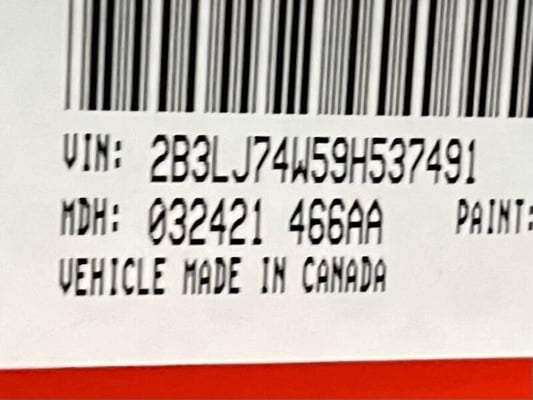 VIN: 2B3LJ74W59H537491
MDH: 032421 466AA PAINT:
VEHICLE MADE IN CANADA